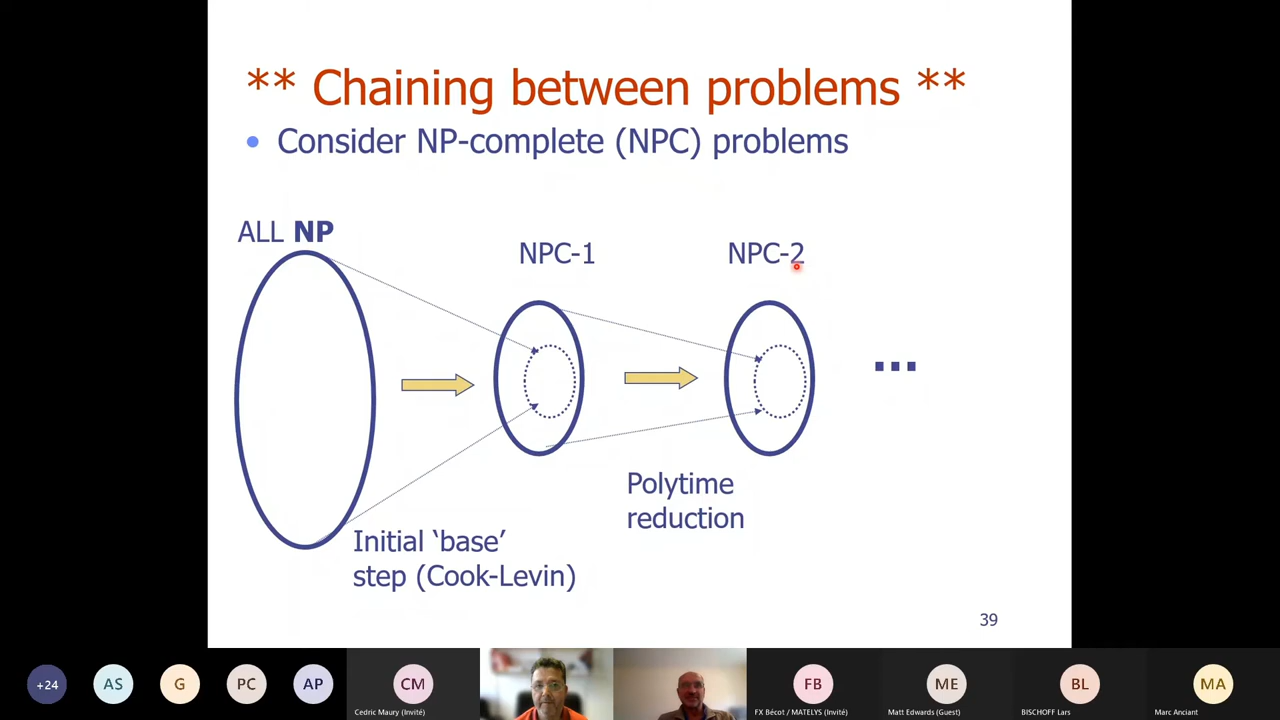 ** Chaining between problems **
• Consider NP-complete (NPC) problems
ALL NP
NPC-1
NPC-2
...
Polytime
reduction
Initial ‘base’
step (Cook-Levin)
39
+24
AS
G
PC
AP
CM
Cedric Maury (Invité)
FB
FX Bécot / MATELYS (Invité)
ME
Matt Edwards (Guest)
BL
BISCHOFF Lars
MA
Marc Anciant